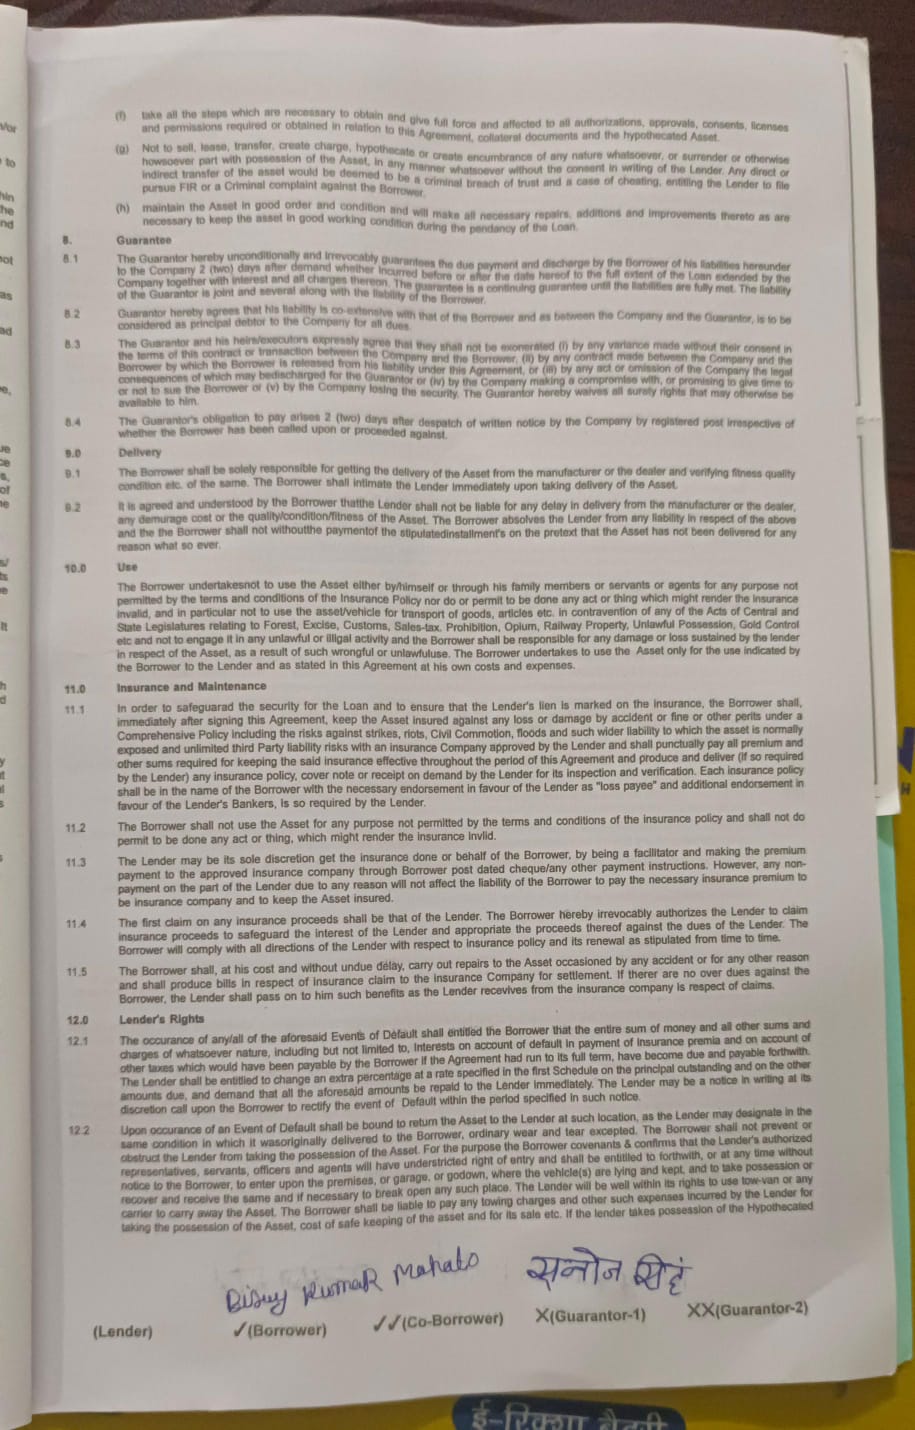 (f) take all the steps which are necessary to obtain and give full force and affected to all authorizations, approvals, consents, licenses
and permissions required or obtained in relation to this Agreement, collateral documents and the hypothecated Asset.
(g) Not to sell, lease, transfer, create charge, hypothecate or create encumbrance of any nature whatsoever, or surrender or otherwise
howsoever part with possession of the Asset, in any manner whatsoever without the consent in writing of the Lender. Any direct or
indirect transfer of the asset would be deemed to be a criminal breach of trust and a case of cheating, entitling the Lender to file
pursue FIR or a Criminal complaint against the Borrower.
(h) maintain the Asset in good order and condition and will make all necessary repairs, additions and improvements thereto as are
necessary to keep the asset in good working condition during the pendancy of the Loan.
8. Guarantee
8.1 The Guarantor hereby unconditionally and irrevocably guarantees the due payment and discharge by the Borrower of his liabilities hereunder
to the Company 2 (two) days after demand whether incurred before or after the date hereof to the full extent of the Loan extended by the
Company together with interest and all charges thereon. The guarantee is a continuing guarantee until the liabilities are fully met. The liability
of the Guarantor is joint and several along with the liability of the Borrower.
8.2 Guarantor hereby agrees that his liability is co-extensive with that of the Borrower and as between the Company and the Guarantor, is to be
considered as principal debtor to the Company for all dues.
8.3 The Guarantor and his heirs/executors expressly agree that they shall not be exonerated (i) by any variance made without their consent in
the terms of this contract or transaction between the Company and the Borrower, (ii) by any contract made between the Company and the
Borrower by which the Borrower is released from his liability under this Agreement, or (iii) by any act or omission of the Company the legal
consequences of which may bedischarged for the Guarantor or (iv) by the Company making a compromise with, or promising to give time to
or not to sue the Borrower or (v) by the Company losing the security. The Guarantor hereby waives all surety rights that may otherwise be
available to him.
8.4 The Guarantor's obligation to pay arises 2 (two) days after despatch of written notice by the Company by registered post irrespective of
whether the Borrower has been called upon or proceeded against.
9.0 Delivery
9.1 The Borrower shall be solely responsible for getting the delivery of the Asset from the manufacturer or the dealer and verifying fitness quality
condition etc. of the same. The Borrower shall intimate the Lender immediately upon taking delivery of the Asset.
9.2 It is agreed and understood by the Borrower thatthe Lender shall not be liable for any delay in delivery from the manufacturer or the dealer,
any demurage cost or the quality/condition/fitness of the Asset. The Borrower absolves the Lender from any liability in respect of the above
and the the Borrower shall not withoutthe paymentof the stipulatedinstallment's on the pretext that the Asset has not been delivered for any
reason what so ever.
10.0 Use
The Borrower undertakesnot to use the Asset either by/himself or through his family members or servants or agents for any purpose not
permitted by the terms and conditions of the Insurance Policy nor do or permit to be done any act or thing which might render the insurance
invalid, and in particular not to use the asset/vehicle for transport of goods, articles etc. in contravention of any of the Acts of Central and
State Legislatures relating to Forest, Excise, Customs, Sales-tax, Prohibition, Opium, Railway Property, Unlawful Possession, Gold Control
etc and not to engage it in any unlawful or illigal activity and the Borrower shall be responsible for any damage or loss sustained by the lender
in respect of the Asset, as a result of such wrongful or unlawfuluse. The Borrower undertakes to use the Asset only for the use indicated by
the Borrower to the Lender and as stated in this Agreement at his own costs and expenses.
11.0 Insurance and Maintenance
11.1 In order to safeguarad the security for the Loan and to ensure that the Lender's lien is marked on the insurance, the Borrower shall,
immediately after signing this Agreement, keep the Asset insured against any loss or damage by accident or fine or other perits under a
Comprehensive Policy including the risks against strikes, riots, Civil Commotion, floods and such wider liability to which the asset is normally
exposed and unlimited third Party liability risks with an insurance Company approved by the Lender and shall punctually pay all premium and
other sums required for keeping the said insurance effective throughout the period of this Agreement and produce and deliver (if so required
by the Lender) any insurance policy, cover note or receipt on demand by the Lender for its inspection and verification. Each insurance policy
shall be in the name of the Borrower with the necessary endorsement in favour of the Lender as "loss payee" and additional endorsement in
favour of the Lender's Bankers, is so required by the Lender.
11.2 The Borrower shall not use the Asset for any purpose not permitted by the terms and conditions of the insurance policy and shall not do
permit to be done any act or thing, which might render the insurance Invlid.
11.3 The Lender may be its sole discretion get the insurance done or behalf of the Borrower, by being a facilitator and making the premium
payment to the approved insurance company through Borrower post dated cheque/any other payment instructions. However, any non-
payment on the part of the Lender due to any reason will not affect the liability of the Borrower to pay the necessary insurance premium to
be insurance company and to keep the Asset insured.
11.4 The first claim on any insurance proceeds shall be that of the Lender. The Borrower hereby irrevocably authorizes the Lender to claim
insurance proceeds to safeguard the interest of the Lender and appropriate the proceeds thereof against the dues of the Lender. The
Borrower will comply with all directions of the Lender with respect to insurance policy and its renewal as stipulated from time to time.
11.5 The Borrower shall, at his cost and without undue delay, carry out repairs to the Asset occasioned by any accident or for any other reason
and shall produce bills in respect of Insurance claim to the insurance Company for settlement. If therer are no over dues against the
Borrower, the Lender shall pass on to him such benefits as the Lender recevives from the insurance company is respect of claims.
12.0 Lender's Rights
12.1 The occurance of any/all of the aforesaid Events of Default shall entitled the Borrower that the entire sum of money and all other sums and
charges of whatsoever nature, including but not limited to, Interests on account of default in payment of insurance premia and on account of
other taxes which would have been payable by the Borrower if the Agreement had run to its full term, have become due and payable forthwith.
The Lender shall be entitlied to change an extra percentage at a rate specified in the first Schedule on the principal outstanding and on the other
amounts due, and demand that all the aforesaid amounts be repaid to the Lender immediately. The Lender may be a notice in writing at its
discretion call upon the Borrower to rectify the event of Default within the period specified in such notice.
12.2 Upon occurance of an Event of Default shall be bound to return the Asset to the Lender at such location, as the Lender may designate in the
same condition in which it wasoriginally delivered to the Borrower, ordinary wear and tear excepted. The Borrower shall not prevent or
obstruct the Lender from taking the possession of the Asset. For the purpose the Borrower covenants & confirms that the Lender's authorized
representatives, servants, officers and agents will have understricted right of entry and shall be entitiled to forthwith, or at any time without
notice to the Borrower, to enter upon the premises, or garage, or godown, where the vehicle(s) are lying and kept, and to take possession or
recover and receive the same and if necessary to break open any such place. The Lender will be well within its rights to use tow-van or any
carrier to carry away the Asset. The Borrower shall be liable to pay any towing charges and other such expenses incurred by the Lender for
taking the possession of the Asset, cost of safe keeping of the asset and for its sale etc. If the lender takes possession of the Hypothecated
Bijuy Kumar Mahato सनोज सिंह
(Lender) ✓(Borrower) ✓✓(Co-Borrower) X(Guarantor-1) XX(Guarantor-2)
ई-रिक्शा बैटरी